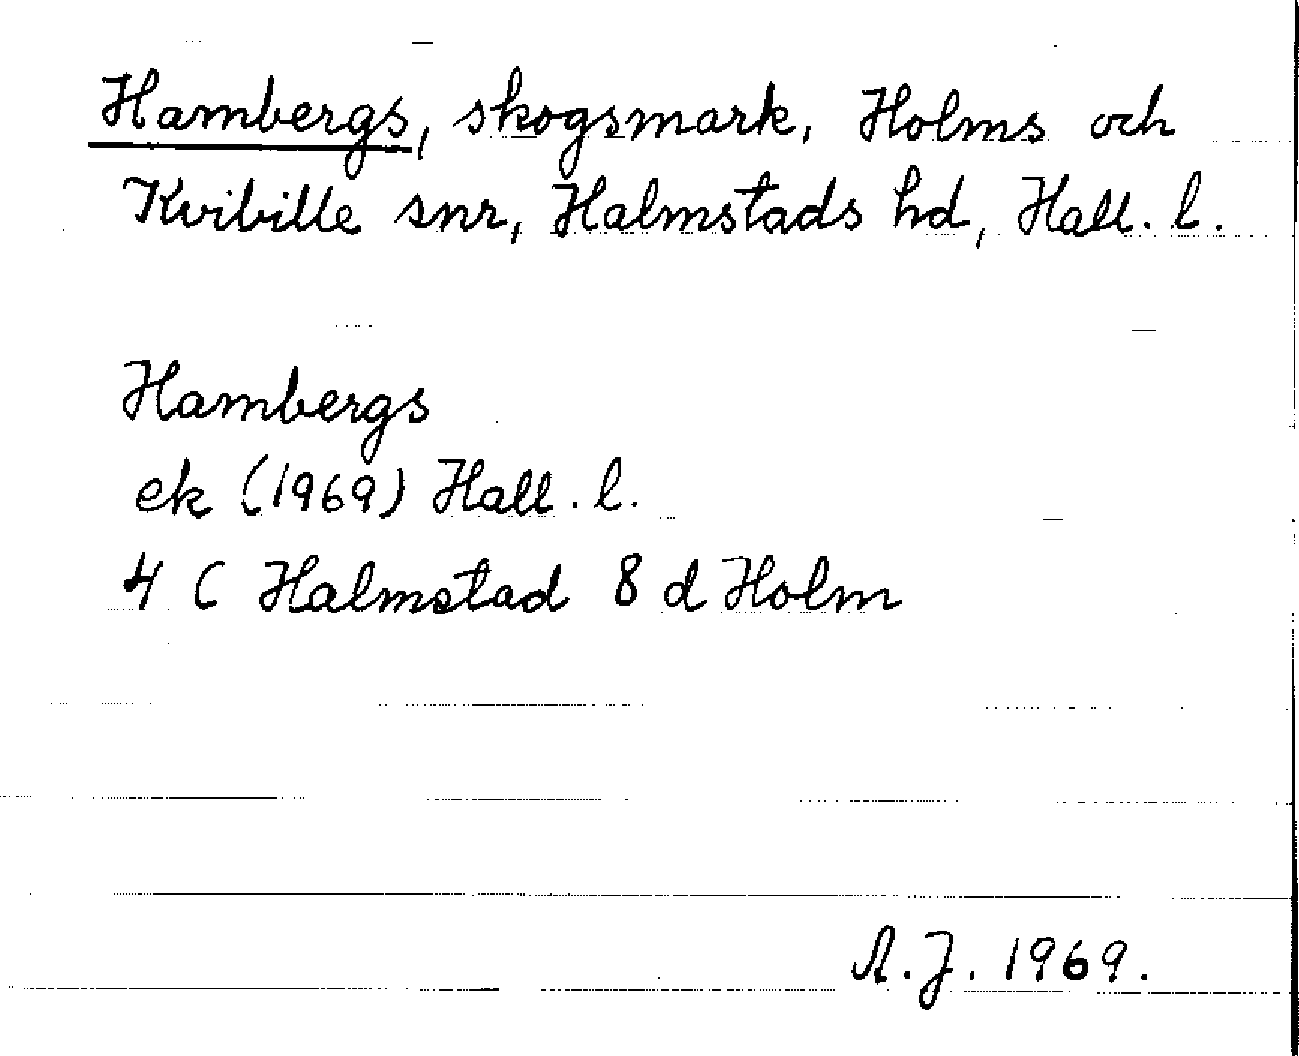 Hambergs, skogsmark, Holms och
Kvibille snr, Halmstads hd, Hall. l.
Hambergs
ek (1969) Hall. l.
4 C Halmstad 8 d Holm
A. J. 1969.